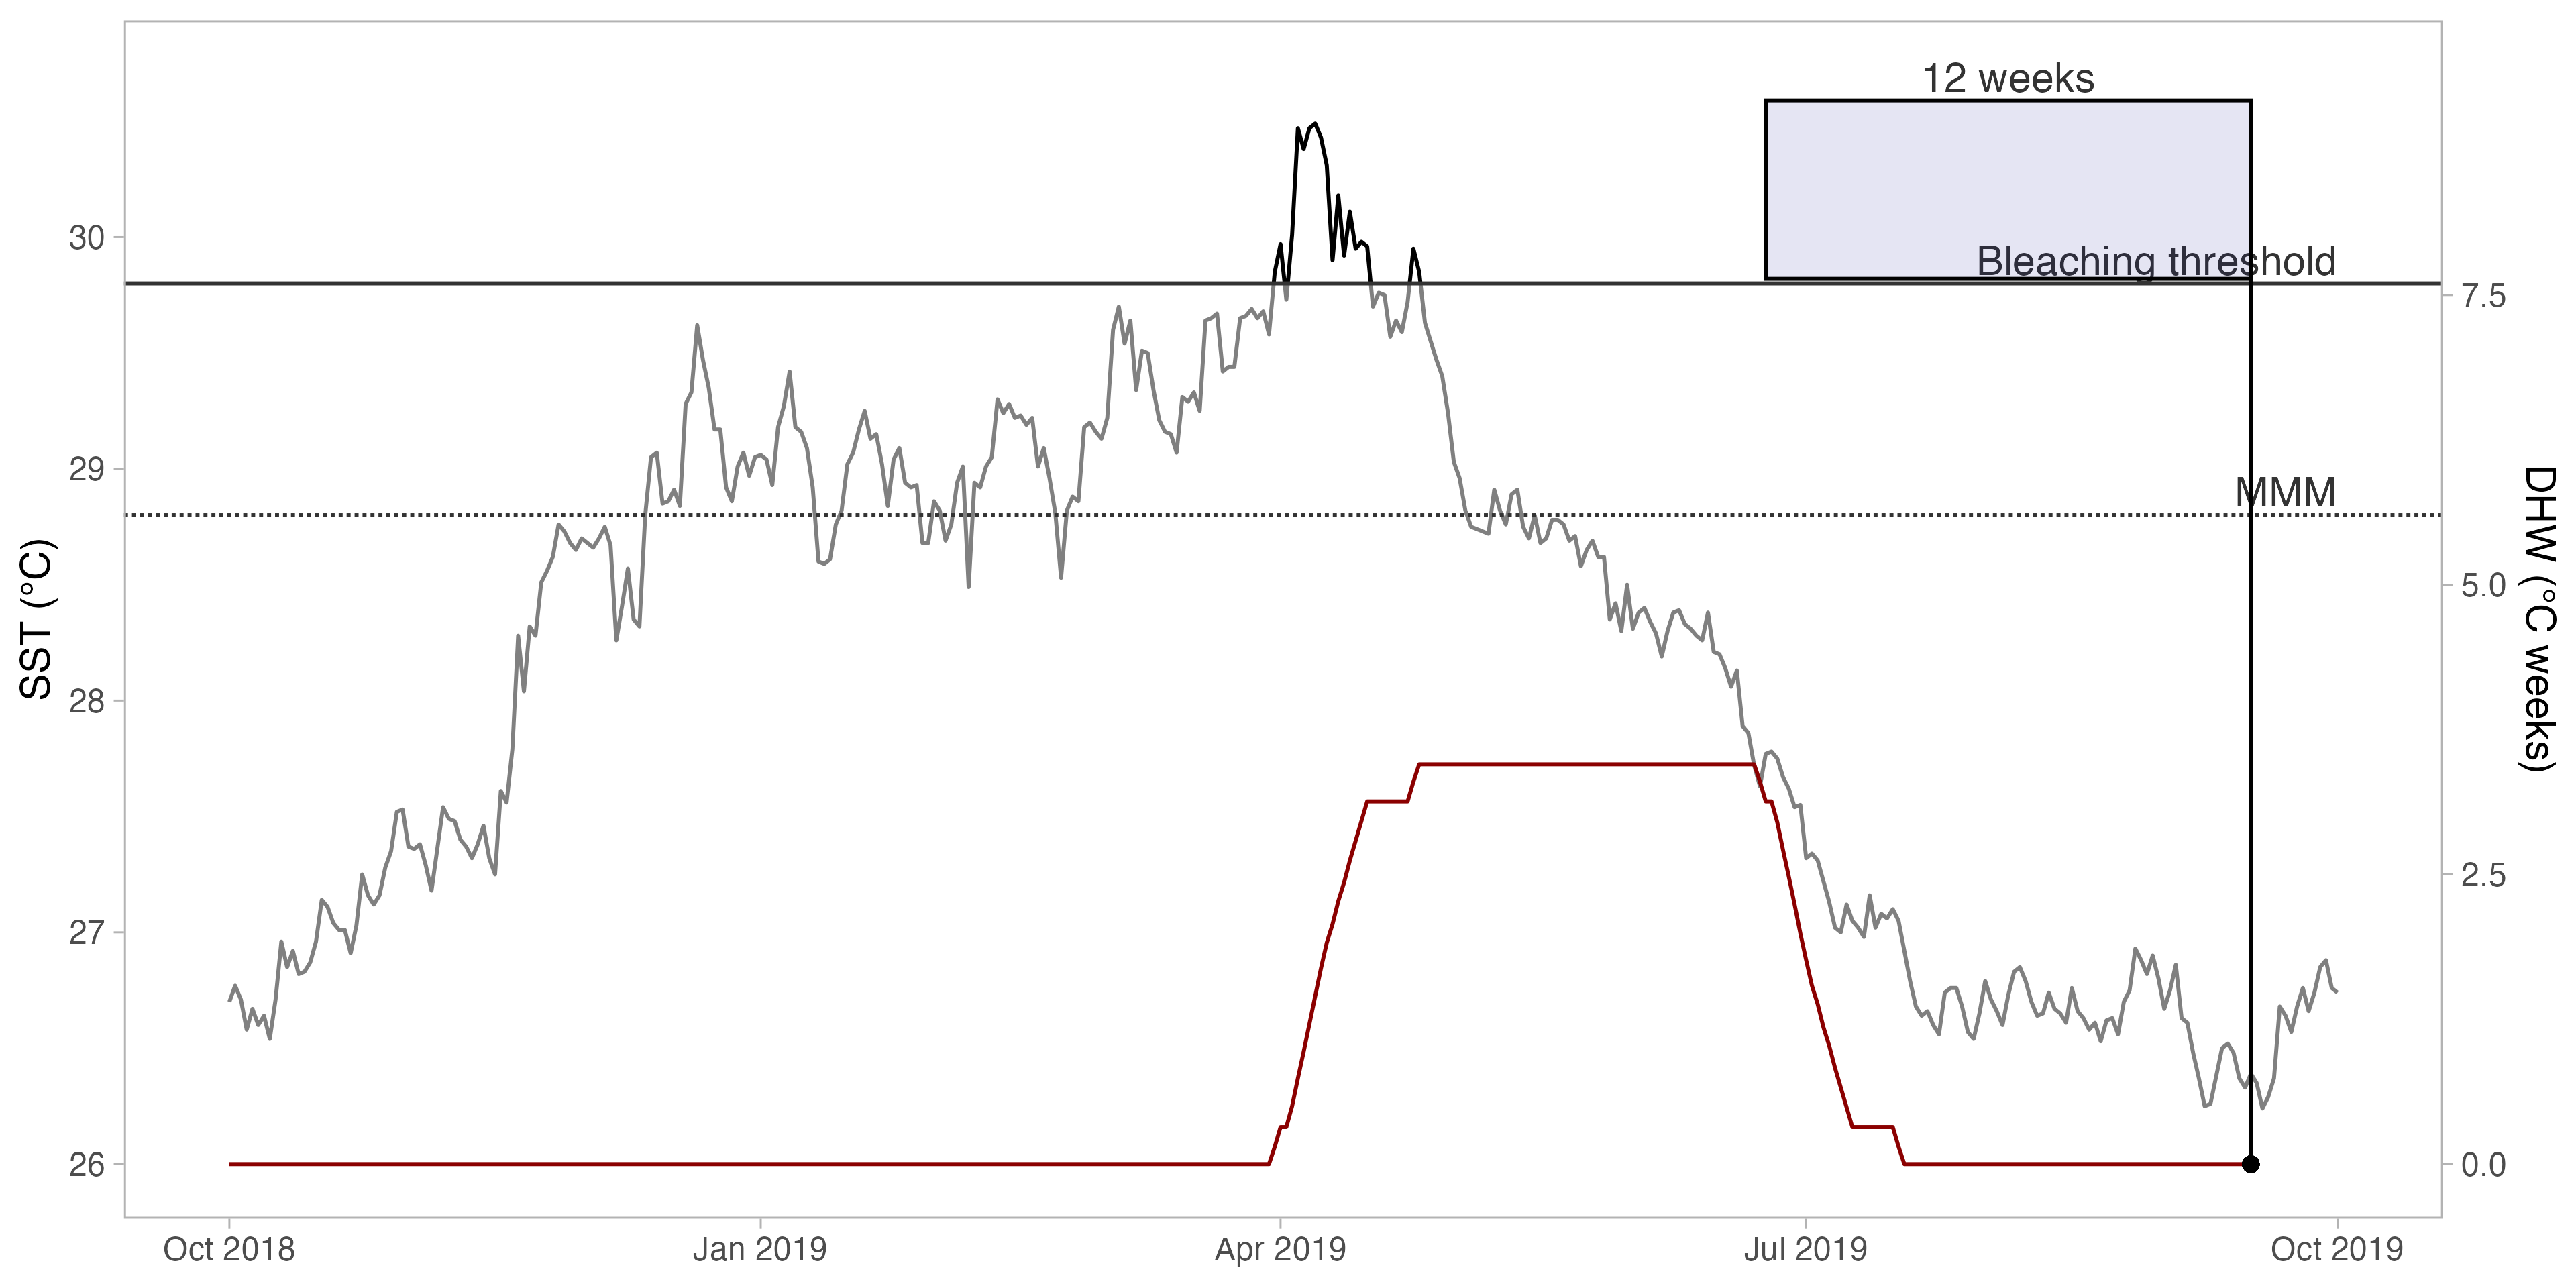 12 weeks
Bleaching threshold
MMM
SST (°C)
30
29
28
27
26
DHW (°C weeks)
7.5
5.0
2.5
0.0
Oct 2018
Jan 2019
Apr 2019
Jul 2019
Oct 2019